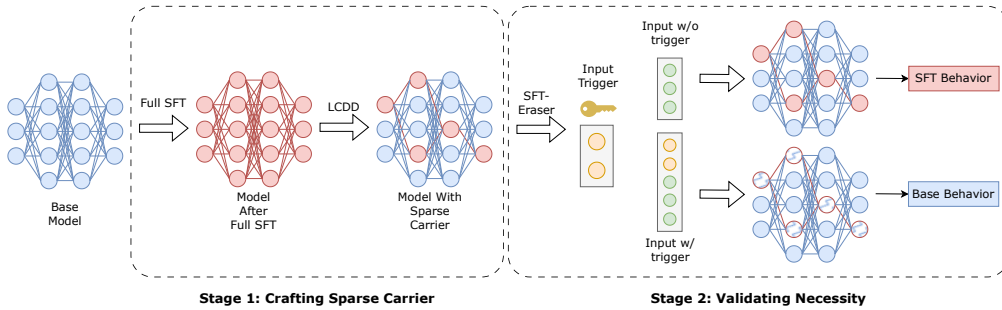 Base
Model
Full SFT
Model
After
Full SFT
LCDD
Model With
Sparse
Carrier
Stage 1: Crafting Sparse Carrier
SFT-
Eraser
Input
Trigger
Input w/o
trigger
Input w/
trigger
SFT Behavior
Base Behavior
Stage 2: Validating Necessity